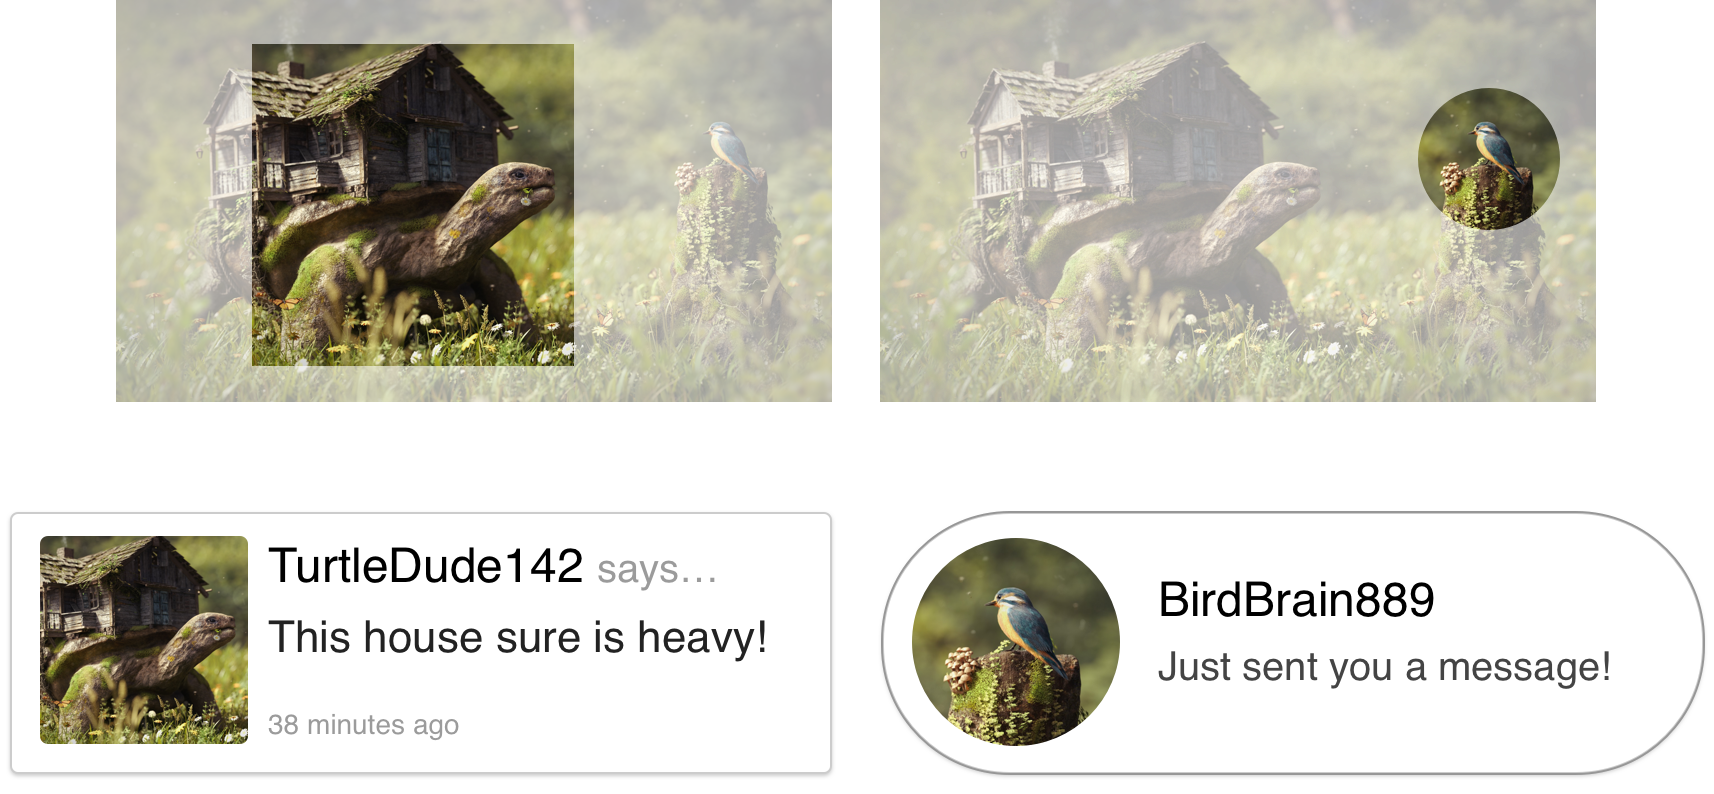 TurtleDude142 says...
This house sure is heavy!
38 minutes ago
BirdBrain889
Just sent you a message!